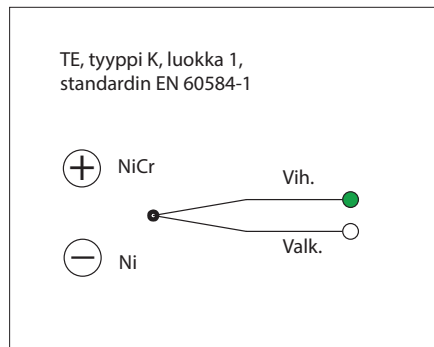 TE, tyyppi K, luokka 1,
standardin EN 60584-1
+ NiCr
Vih.
Valk.
− Ni